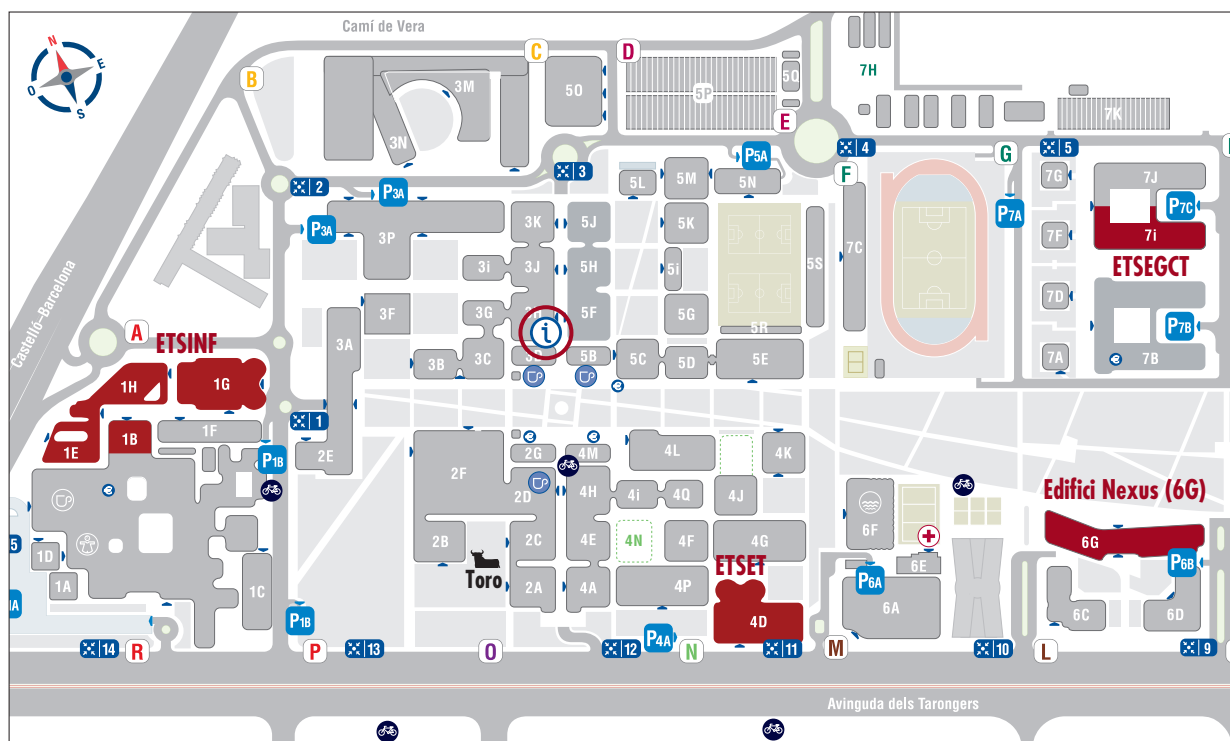 Camí de Vera
N
E
S
O
B
C
D
3M
5O
5P
5Q
7H
7K
3N
E
P5A
4
G
5
2
3
P3A
5L
5M
5N
F
7G
7J
P7C
P3A
3P
3K
5J
5K
5S
7C
P7A
7F
7i
ETSEGCT
3i
3J
5H
5i
7D
Castelló-Barcelona
A
ETSINF
3A
3F
3G
i
5F
5G
5R
P7B
7B
3B
3C
5B
5C
5D
5E
7A
1H
1G
1
1B
1F
1E
P1B
2E
2F
2G
4M
4L
4K
2D
4H
4i
4Q
4J
Edifici Nexus (6G)
6F
6G
5
1D
1A
1C
2B
Toro
2C
4E
4N
4F
4G
6E
P6B
2A
4A
4P
ETSET
4D
P6A
6A
6C
6D
P1B
P4A
14
R
P
13
O
12
N
11
M
10
L
9
Avinguda dels Tarongers